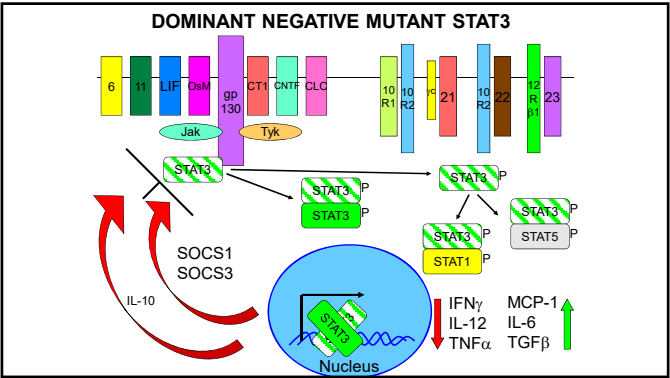 DOMINANT NEGATIVE MUTANT STAT3
6
11
LIF
OsM
gp
130
CT1
CNTF
CLC
10
R1
10
R2
γc
21
10
R2
22
12
R
β1
23
Jak
Tyk
STAT3
STAT3
P
STAT3
P
STAT3
P
STAT3
P
STAT1
STAT3
P
STAT5
P
SOCS1
SOCS3
IL-10
STAT3
Nucleus
IFNγ
IL-12
TNFα
MCP-1
IL-6
TGFβ